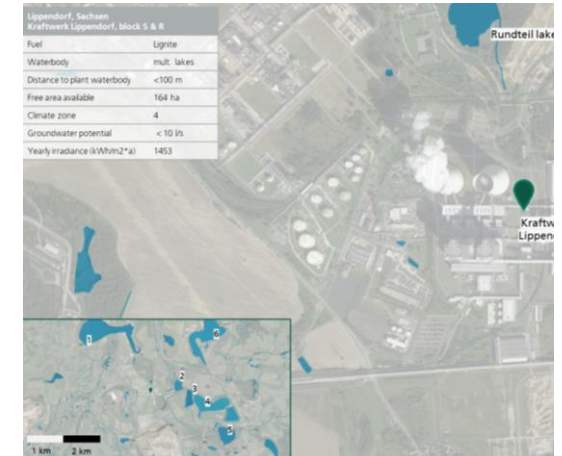 Lippendorf, Sachsen
Kraftwerk Lippendorf, block S & R
Fuel Lignite
Waterbody mult. lakes
Distance to plant waterbody <100 m
Free area available 164 ha
Climate zone 4
Groundwater potential < 10 l/s
Yearly irradiance (kWh/m2*a) 1453
Rundteil lake
Kraftw
Lippen
1
6
2
3
4
5
1 km 2 km